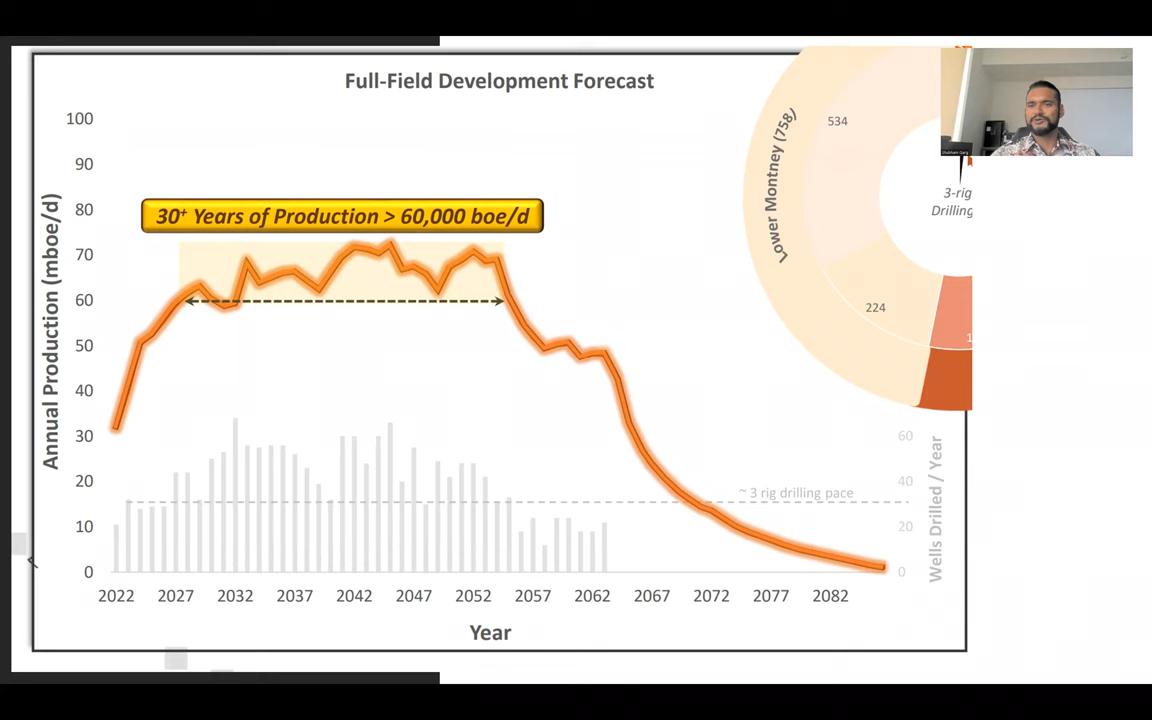 Full-Field Development Forecast
Annual Production (mboe/d)
100
90
80
70
60
50
40
30
20
10
0
30+ Years of Production > 60,000 boe/d
2022 2027 2032 2037 2042 2047 2052 2057 2062 2067 2072 2077 2082
Year
~ 3 rig drilling pace
60
40
20
0
Wells Drilled / Year
Lower Montney (758)
534
224
1
3-rig
Drilling
Shubham Garg